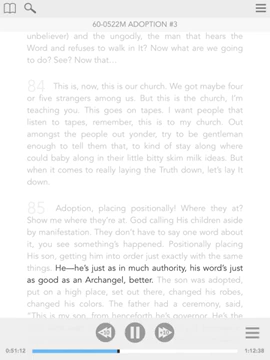 60-0522M ADOPTION #3
unbeliever) and the ungodly, the man that hears the
Word and refuses to walk in It? Now what are we going
to do? See? Now that...
84 This is, now, this is our church. We got maybe four
or five strangers among us. But this is the church, I'm
teaching you. This goes on tapes. I want people that
listen to tapes, remember, this is to my church. Out
amongst the people out yonder, try to be gentleman
enough to tell them that, to kind of stay along where
could baby along in their little bitty skim milk ideas. But
when it comes to really laying the Truth down, let's lay It
down.
85 Adoption, placing positionally! Where they at?
Show me where they're at. God calling His children aside
by manifestation. They don't have to say one word about
it, you see something's happened. Positionally placing
His son, getting him into order just exactly with the same
things. He—he's just as in much authority, his word's just
as good as an Archangel, better. The son was adopted,
put on a high place, set out there, changed his robes,
changed his colors. The father had a ceremony, said,
"This is my son, from henceforth he's governor. He's the
0:51:12
1:12:38